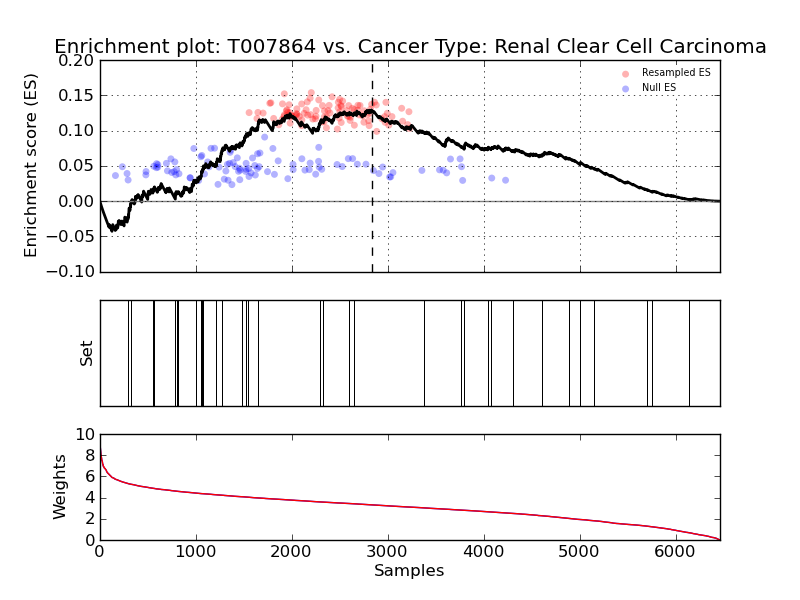 Enrichment plot: T007864 vs. Cancer Type: Renal Clear Cell Carcinoma
Enrichment score (ES)
0.20
0.15
0.10
0.05
0.00
−0.05
−0.10
Resampled ES
Null ES
Set
Weights
10
8
6
4
2
0
0 1000 2000 3000 4000 5000 6000
Samples